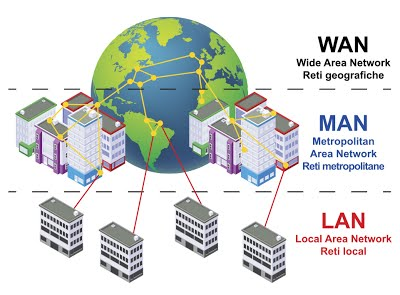 WAN
Wide Area Network
Reti geografiche
MAN
Metropolitan
Area Network
Reti metropolitane
LAN
Local Area Network
Reti local